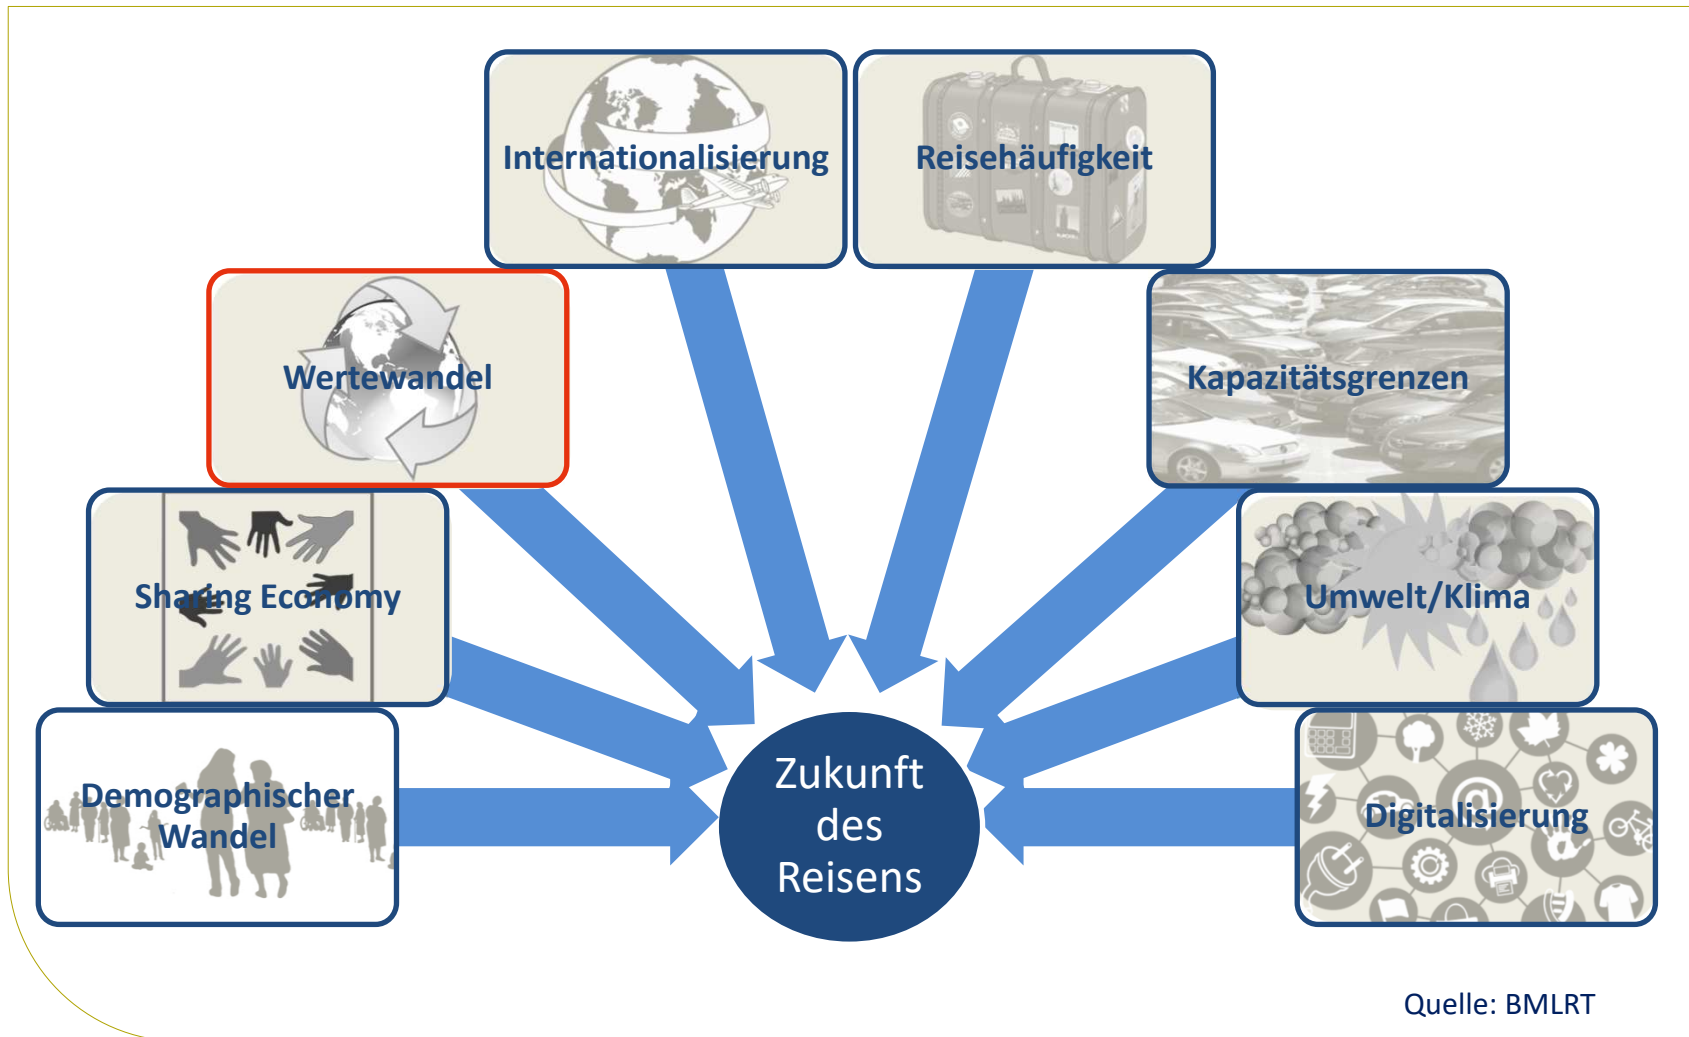 Internationalisierung
Reisehäufigkeit
Wertewandel
Kapazitätsgrenzen
Sharing Economy
Umwelt/Klima
Demographischer
Wandel
Digitalisierung
Zukunft
des
Reisens
Quelle: BMLRT